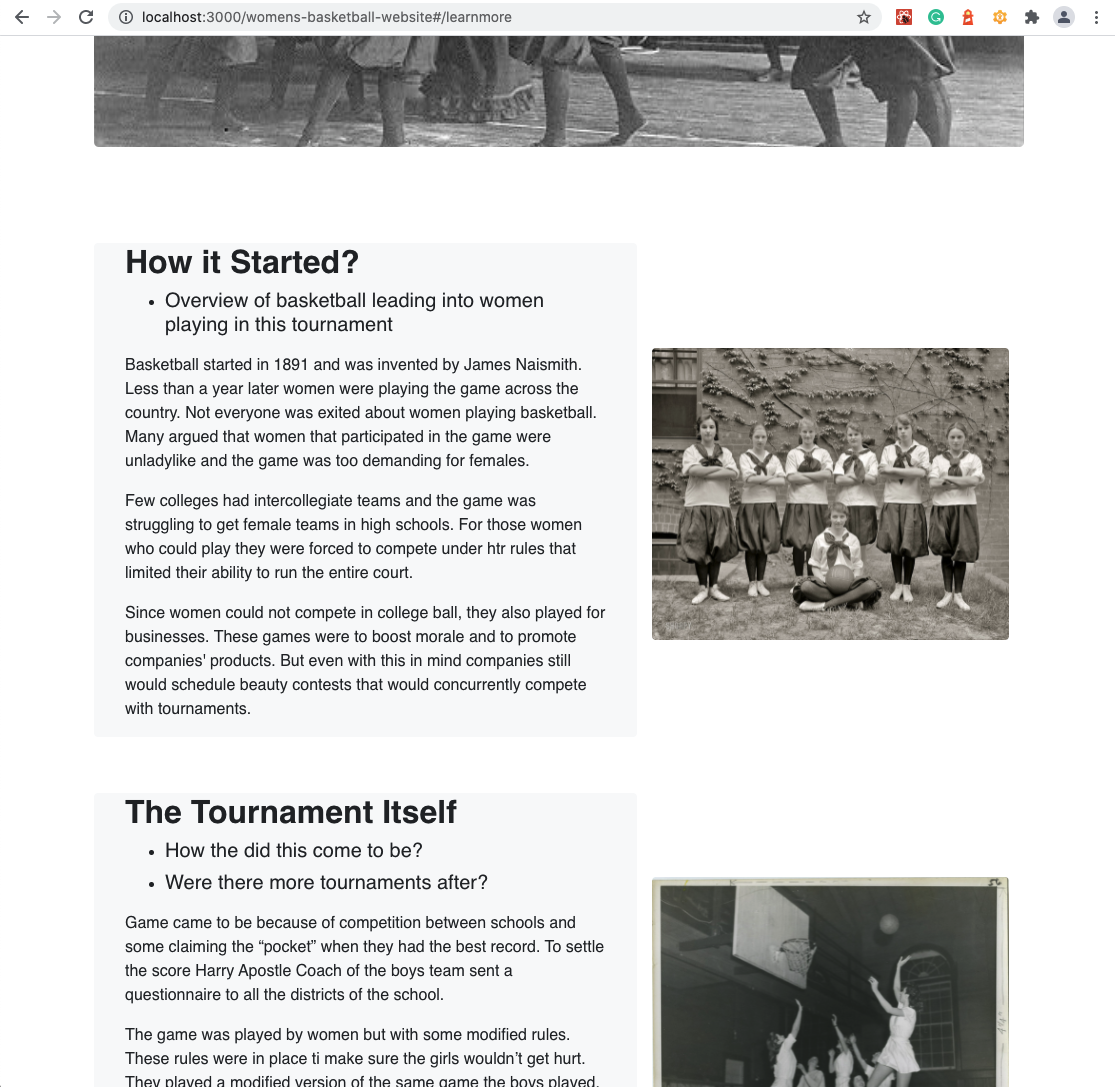 localhost:3000/womens-basketball-website#/learnmore
How it Started?
• Overview of basketball leading into women
playing in this tournament
Basketball started in 1891 and was invented by James Naismith.
Less than a year later women were playing the game across the
country. Not everyone was exited about women playing basketball.
Many argued that women that participated in the game were
unladylike and the game was too demanding for females.
Few colleges had intercollegiate teams and the game was
struggling to get female teams in high schools. For those women
who could play they were forced to compete under htr rules that
limited their ability to run the entire court.
Since women could not compete in college ball, they also played for
businesses. These games were to boost morale and to promote
companies' products. But even with this in mind companies still
would schedule beauty contests that would concurrently compete
with tournaments.
The Tournament Itself
• How the did this come to be?
• Were there more tournaments after?
Game came to be because of competition between schools and
some claiming the “pocket” when they had the best record. To settle
the score Harry Apostle Coach of the boys team sent a
questionnaire to all the districts of the school.
The game was played by women but with some modified rules.
These rules were in place ti make sure the girls wouldn’t get hurt.
They played a modified version of the same game the boys played.